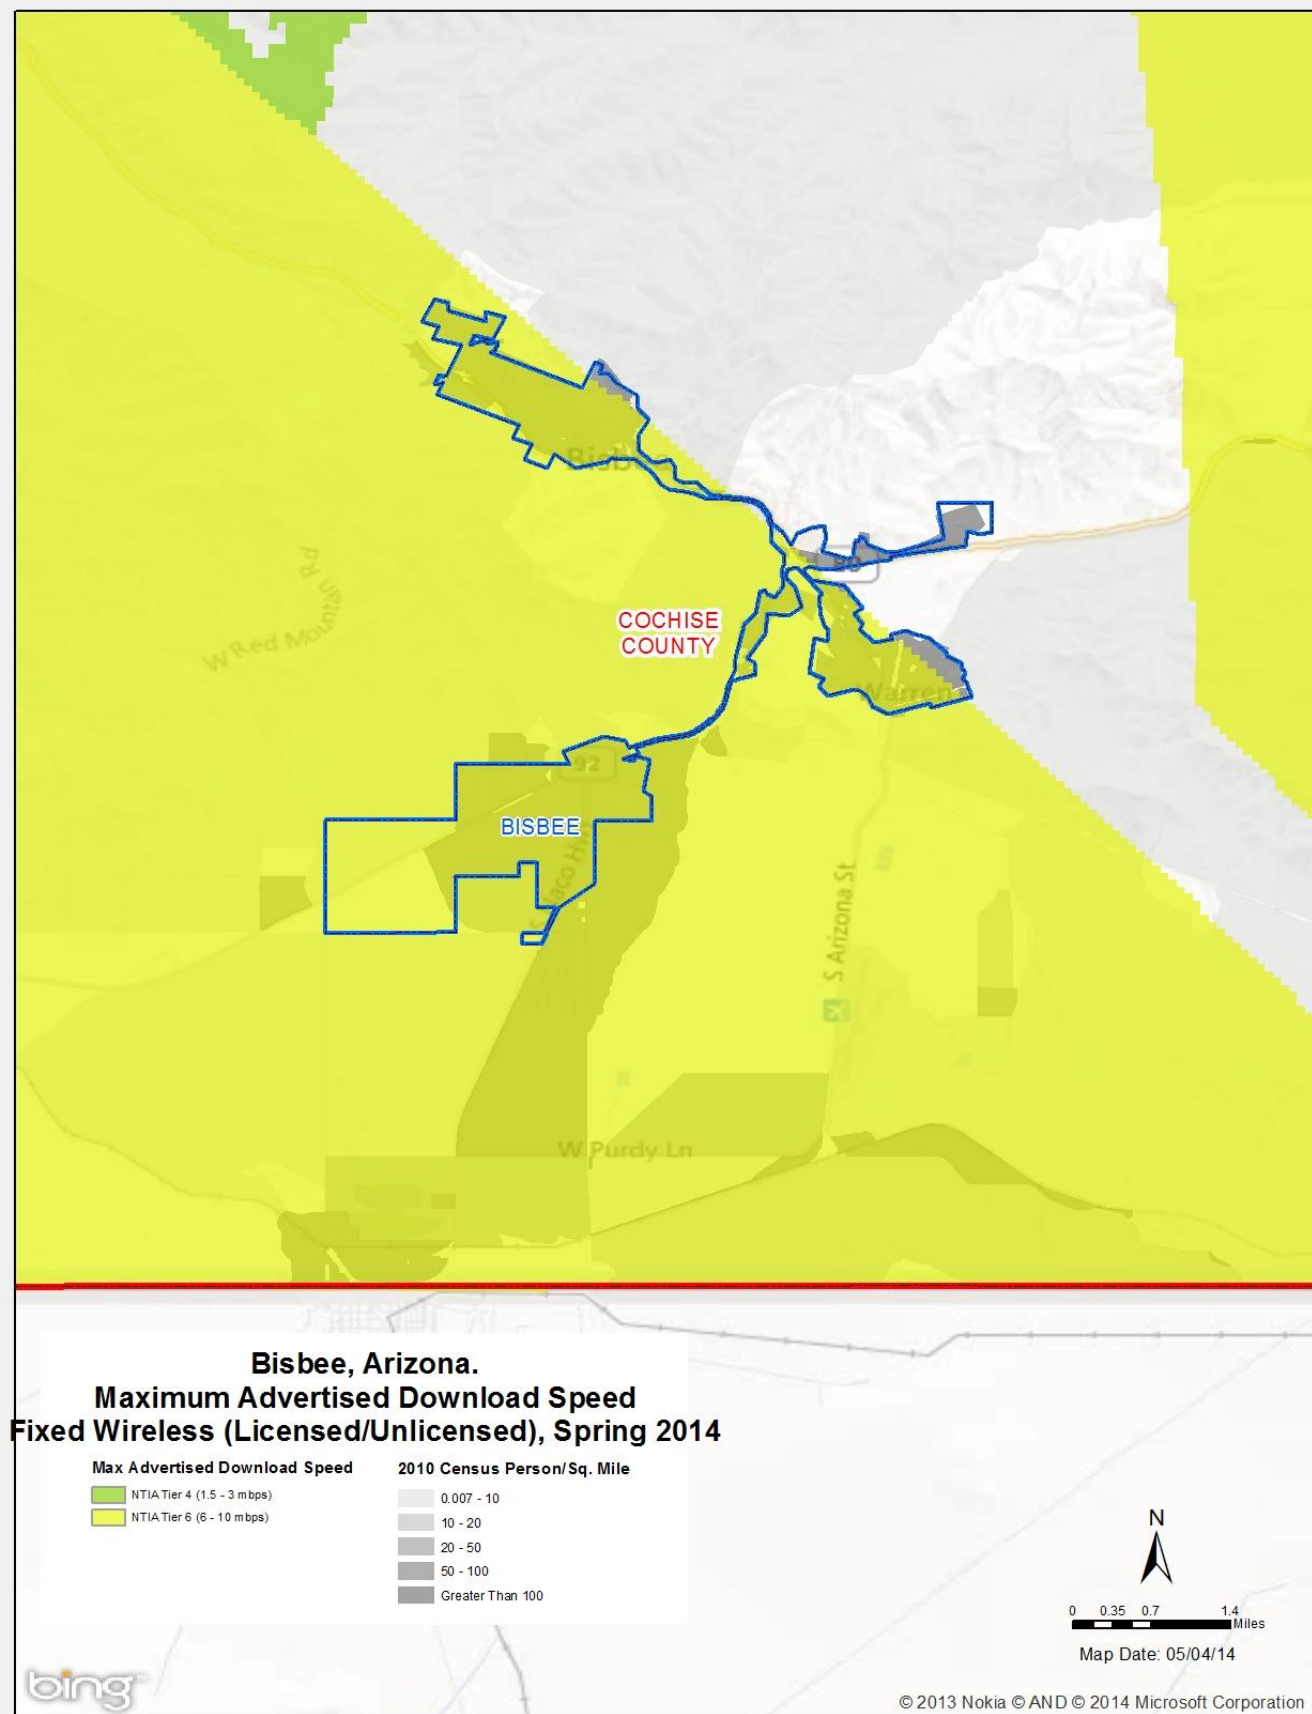 Bisbee
W Red Mountain Rd
80
COCHISE
COUNTY
Warren
92
BISBEE
S Naco Hwy
S Arizona St
W Purdy Ln
Bisbee, Arizona.
Maximum Advertised Download Speed
Fixed Wireless (Licensed/Unlicensed), Spring 2014
Max Advertised Download Speed
NTIA Tier 4 (1.5 - 3 mbps)
NTIA Tier 6 (6 - 10 mbps)
2010 Census Person/Sq. Mile
0.007 - 10
10 - 20
20 - 50
50 - 100
Greater Than 100
N
0 0.35 0.7 1.4
Miles
Map Date: 05/04/14
bing
© 2013 Nokia © AND © 2014 Microsoft Corporation